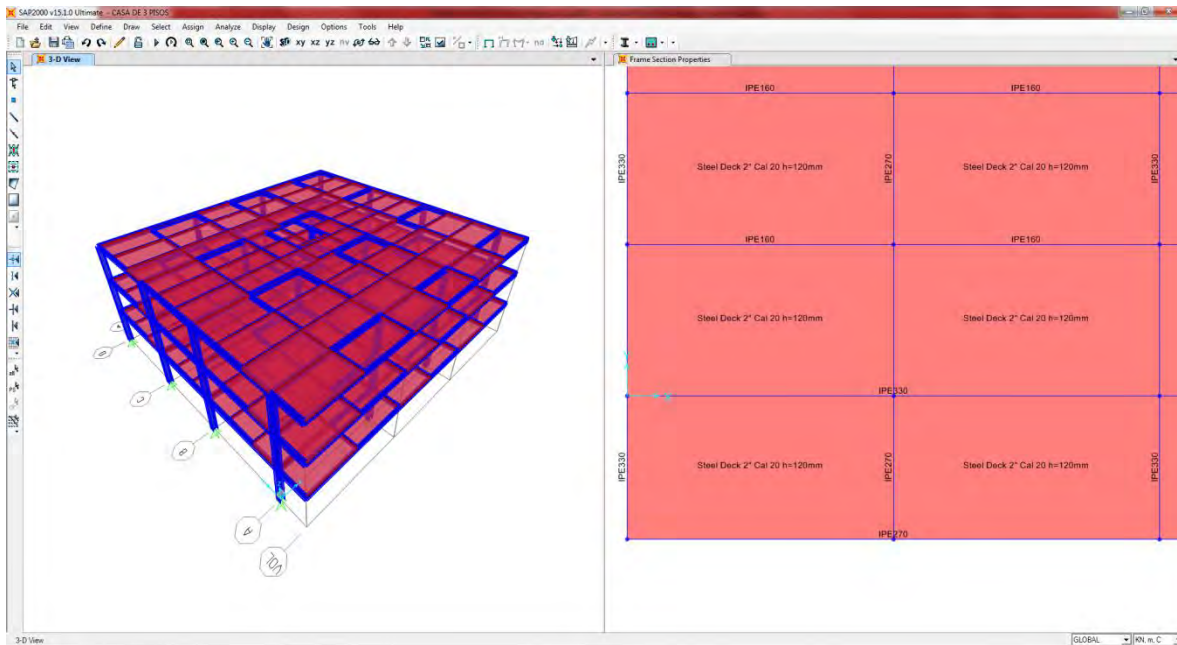 SAP2000 v15.1.0 Ultimate - CASA DE 3 PISOS
File Edit View Define Draw Select Assign Analyze Display Design Options Tools Help
xy xz yz nv
nd
3-D View
Frame Section Properties
IPE160 IPE160
IPE330 Steel Deck 2" Cal 20 h=120mm IPE270 Steel Deck 2" Cal 20 h=120mm IPE330
IPE160 IPE160
Steel Deck 2" Cal 20 h=120mm Steel Deck 2" Cal 20 h=120mm
IPE330
IPE330 Steel Deck 2" Cal 20 h=120mm IPE270 Steel Deck 2" Cal 20 h=120mm IPE330
IPE270
C
B
A
VOL
3-D View
GLOBAL KN, m, C